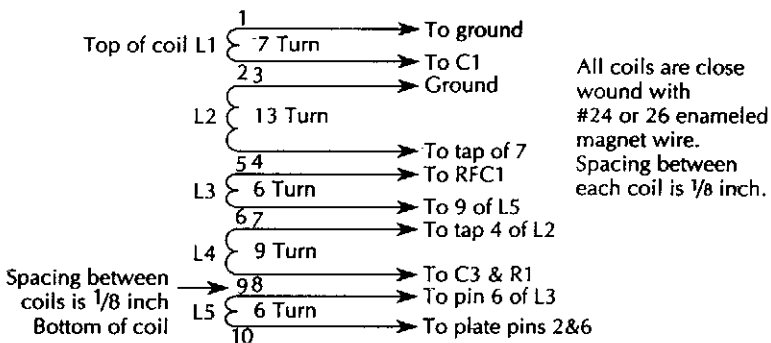 1
To ground
Top of coil L1
7 Turn
To C1
2 3
Ground
L2
13 Turn
To tap of 7
5 4
To RFC1
L3
6 Turn
To 9 of L5
6 7
To tap 4 of L2
L4
9 Turn
To C3 & R1
9 8
To pin 6 of L3
L5
6 Turn
To plate pins 2&6
10
Spacing between
coils is 1/8 inch
Bottom of coil
All coils are close
wound with
#24 or 26 enameled
magnet wire.
Spacing between
each coil is 1/8 inch.